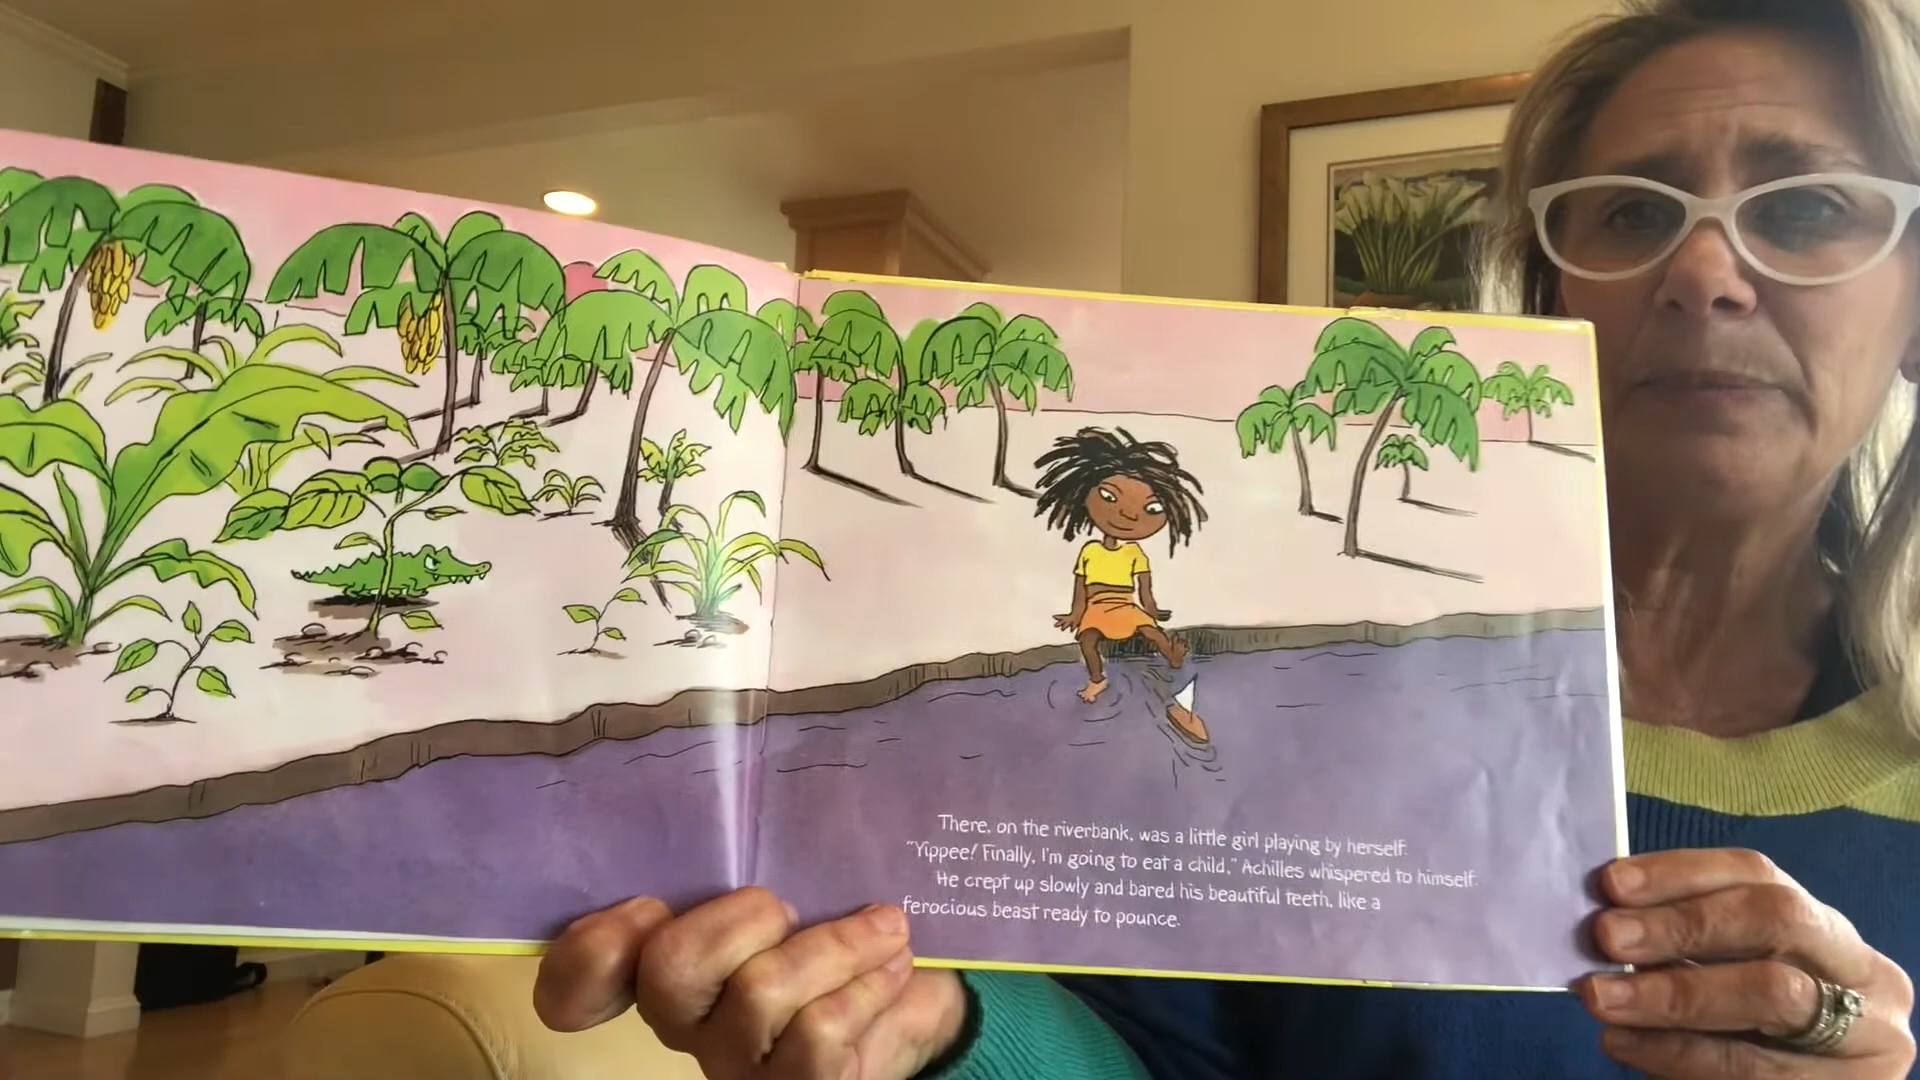 There, on the riverbank, was a little girl playing by herself.
"Yippee! Finally, I'm going to eat a child," Achilles whispered to himself.
He crept up slowly and bared his beautiful teeth, like a
ferocious beast ready to pounce.